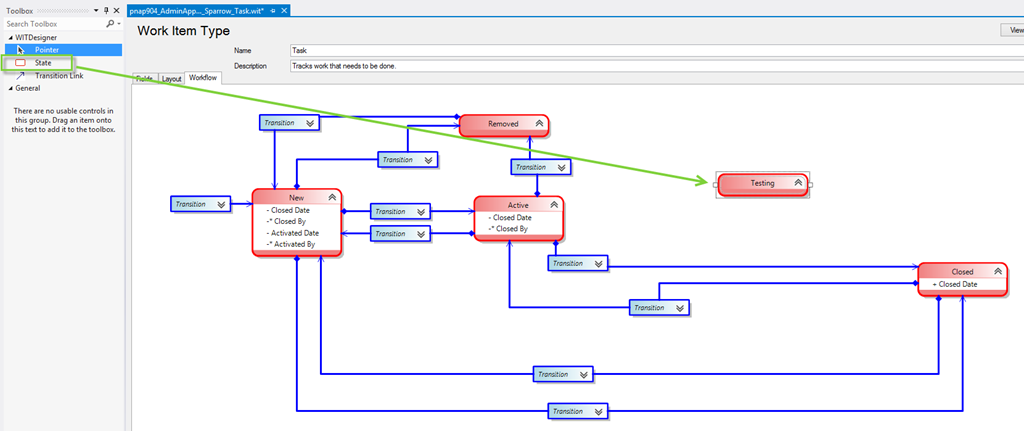 Toolbox
Search Toolbox
WITDesigner
Pointer
State
Transition Link
General
There are no usable controls in
this group. Drag an item onto
this text to add it to the toolbox.
pnap904_AdminApp..._Sparrow_Task.wit*
Work Item Type
View
Name
Task
Description
Tracks work that needs to be done.
Fields
Layout
Workflow
Transition
Removed
Transition
Transition
Testing
Transition
New
- Closed Date
-* Closed By
- Activated Date
-* Activated By
Transition
Transition
Active
- Closed Date
-* Closed By
Transition
Closed
+ Closed Date
Transition
Transition
Transition